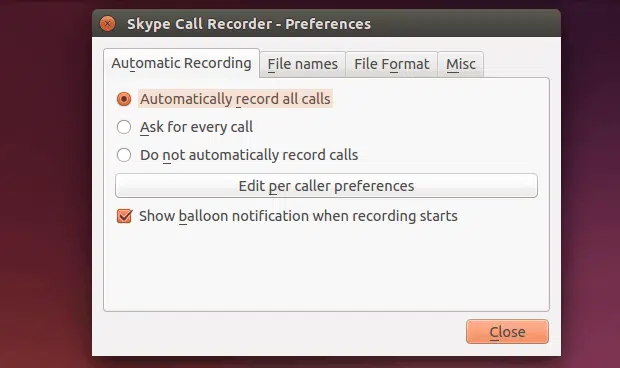 Skype Call Recorder - Preferences
Automatic Recording File names File Format Misc
Automatically record all calls
Ask for every call
Do not automatically record calls
Edit per caller preferences
Show balloon notification when recording starts
Close